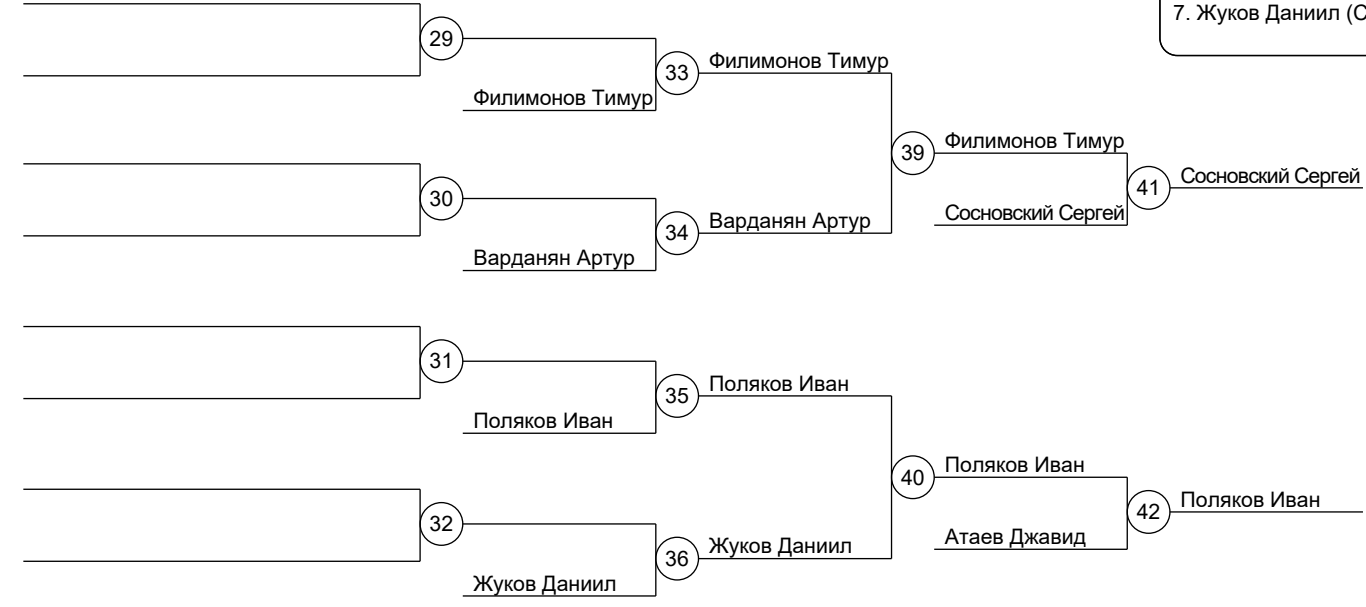 7. Жуков Даниил (С
29
33
Филимонов Тимур
Филимонов Тимур
39
Филимонов Тимур
41
Сосновский Сергей
30
34
Варданян Артур
Сосновский Сергей
Варданян Артур
31
35
Поляков Иван
Поляков Иван
40
Поляков Иван
42
Поляков Иван
32
36
Жуков Даниил
Атаев Джавид
Жуков Даниил